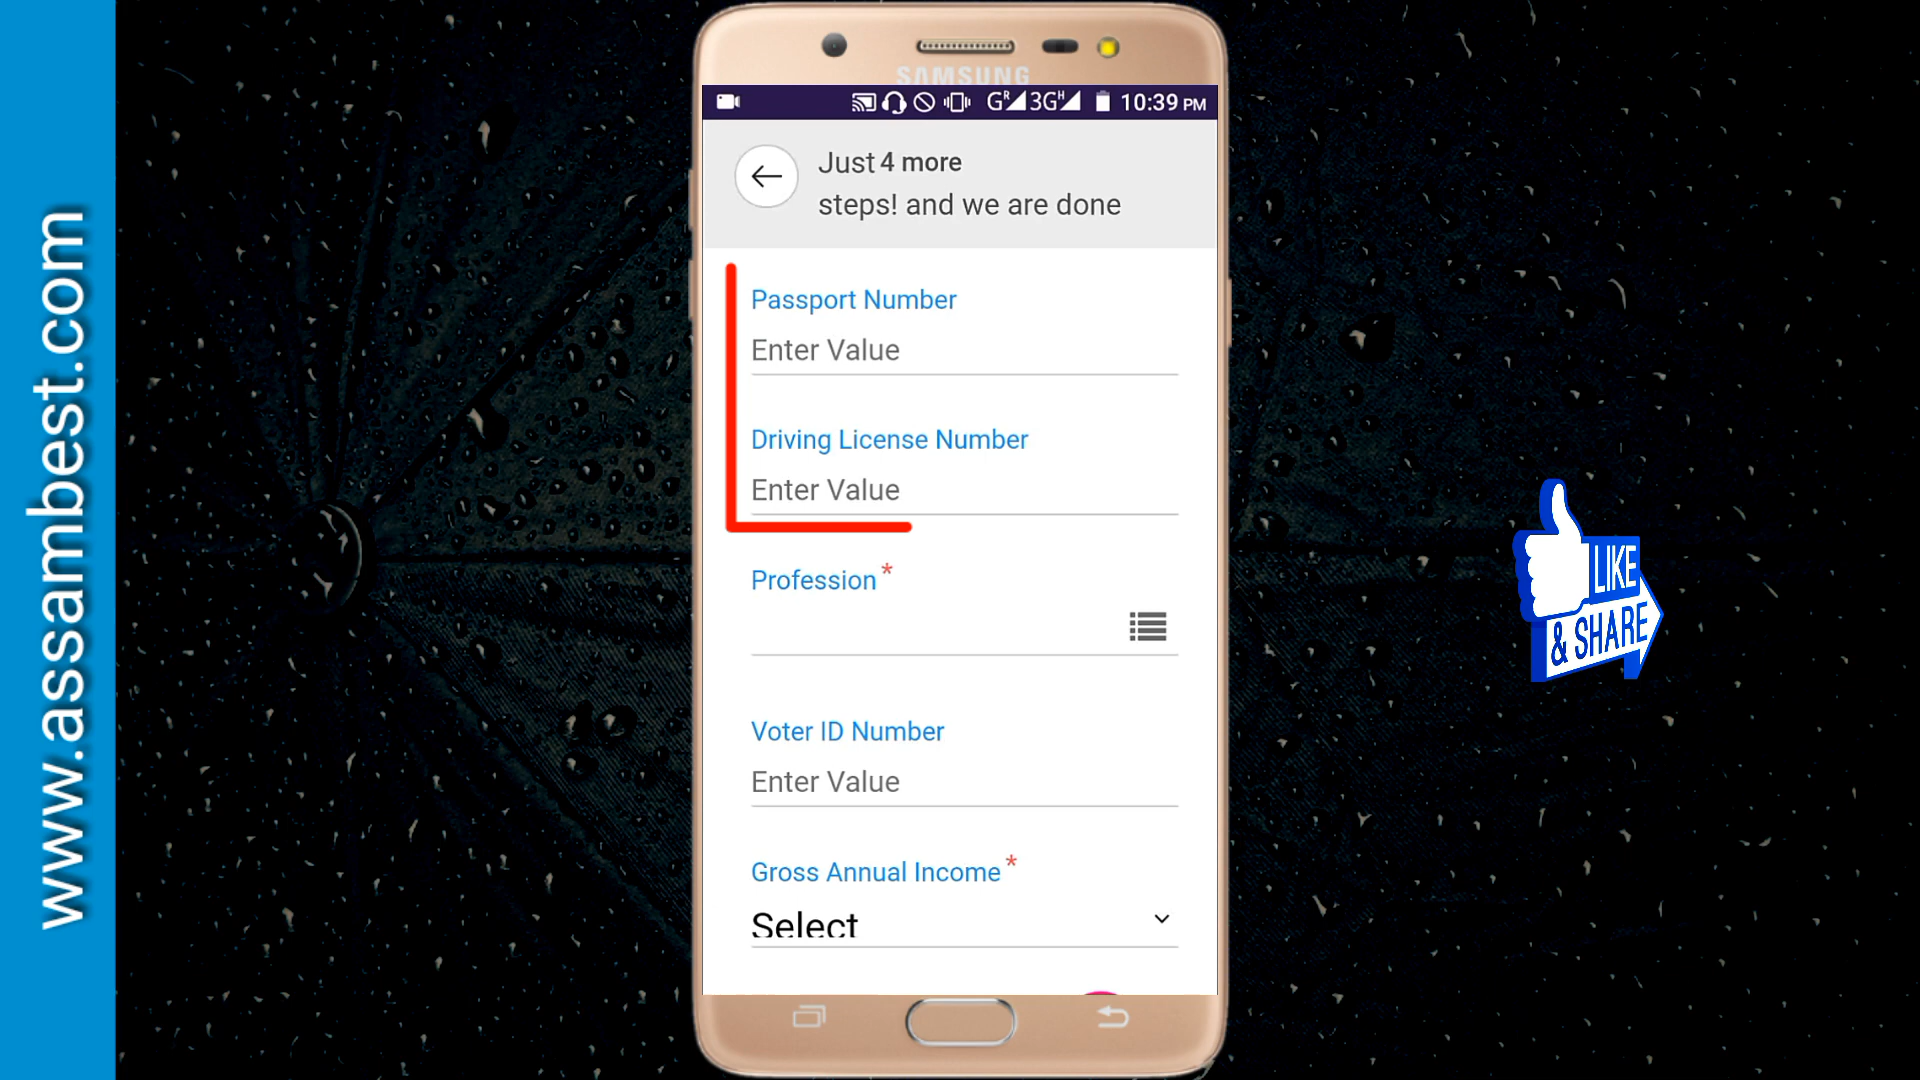 www.assambest.com
SAMSUNG
G R 3G H 10:39 PM
Just 4 more
steps! and we are done
Passport Number
Enter Value
Driving License Number
Enter Value
Profession *
Voter ID Number
Enter Value
Gross Annual Income *
Select
LIKE
& SHARE